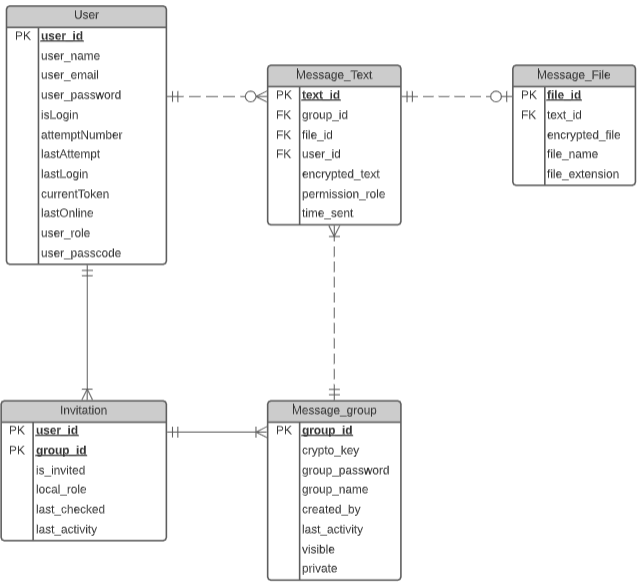 User
PK user_id
user_name
user_email
user_password
isLogin
attemptNumber
lastAttempt
lastLogin
currentToken
lastOnline
user_role
user_passcode
Message_Text
PK text_id
FK group_id
FK file_id
FK user_id
encrypted_text
permission_role
time_sent
Message_File
PK file_id
FK text_id
encrypted_file
file_name
file_extension
Invitation
PK user_id
PK group_id
is_invited
local_role
last_checked
last_activity
Message_group
PK group_id
crypto_key
group_password
group_name
created_by
last_activity
visible
private